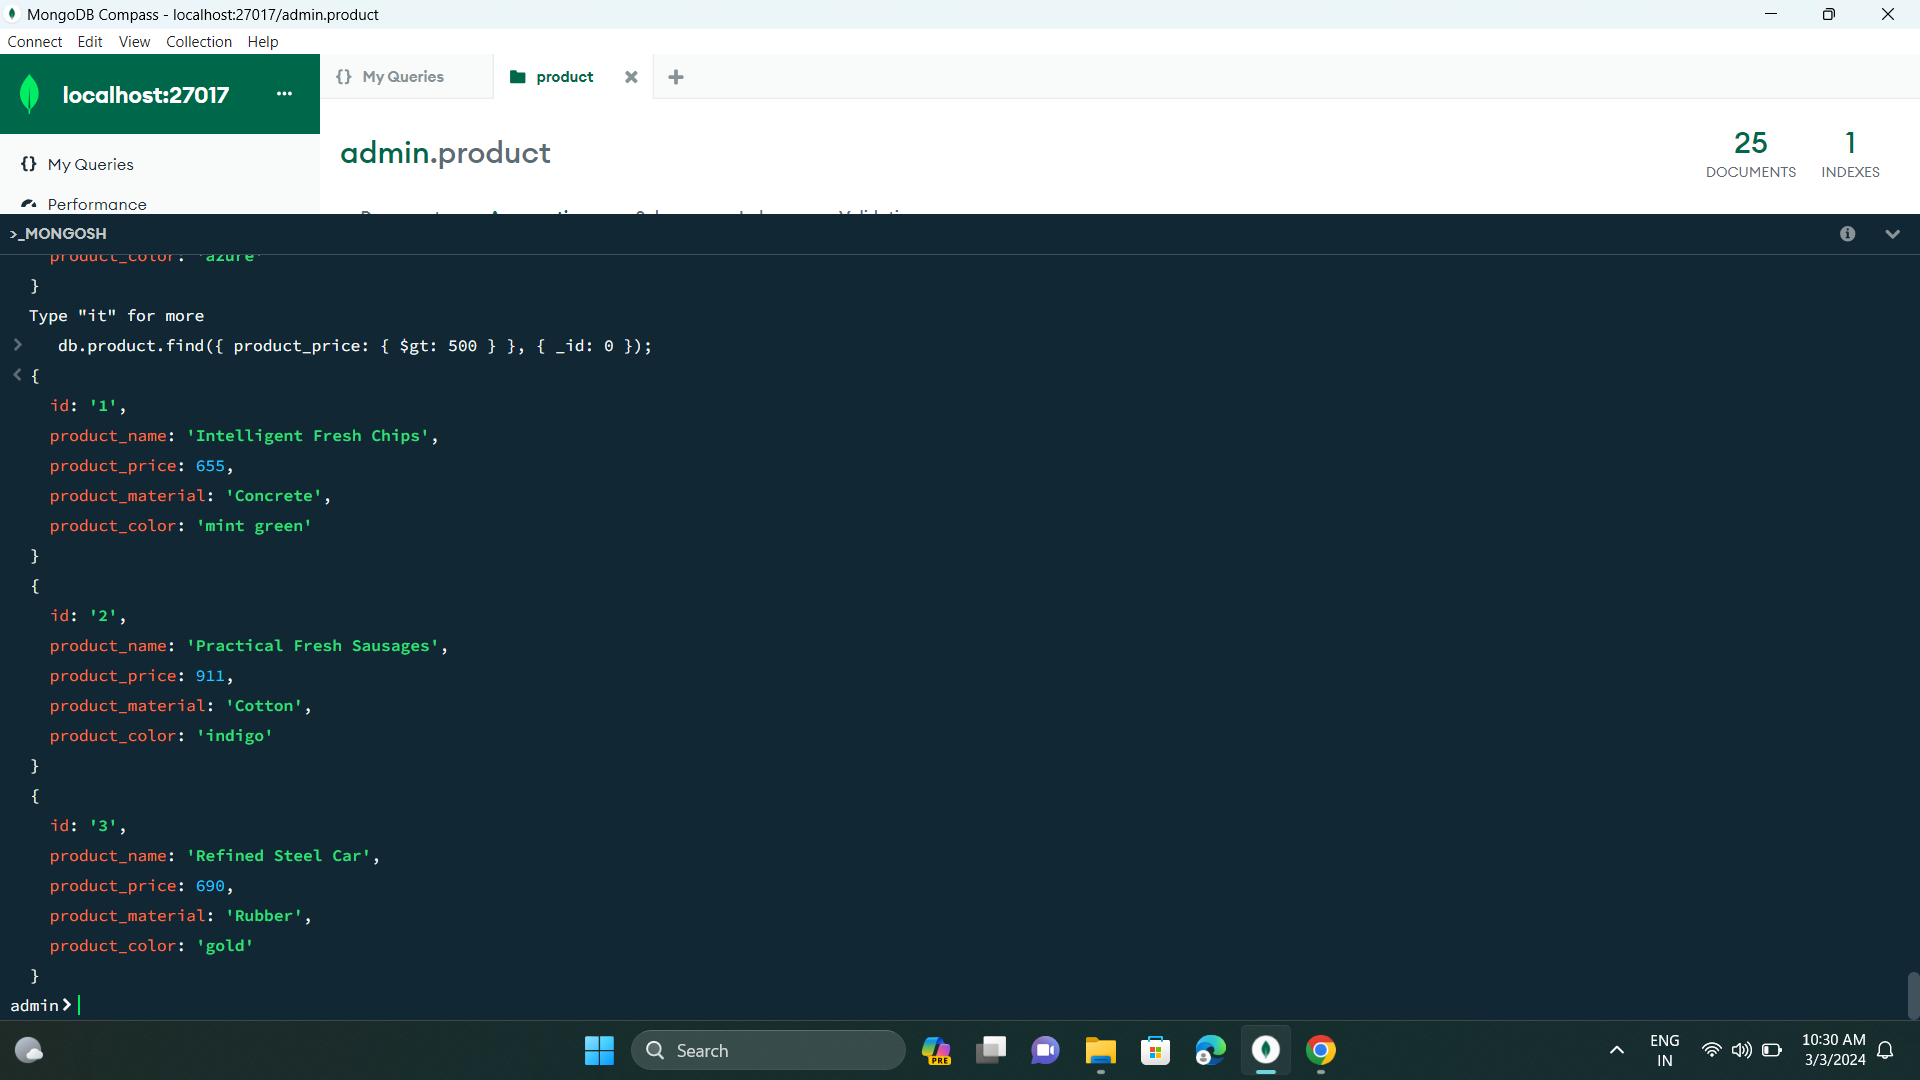 MongoDB Compass - localhost:27017/admin.product
Connect Edit View Collection Help
localhost:27017 ...
{} My Queries
product
admin.product
25
DOCUMENTS
1
INDEXES
{} My Queries
Performance
>_MONGOSH
product_color: 'azure'
}
Type "it" for more
> db.product.find({ product_price: { $gt: 500 } }, { _id: 0 });
< {
id: '1',
product_name: 'Intelligent Fresh Chips',
product_price: 655,
product_material: 'Concrete',
product_color: 'mint green'
}
{
id: '2',
product_name: 'Practical Fresh Sausages',
product_price: 911,
product_material: 'Cotton',
product_color: 'indigo'
}
{
id: '3',
product_name: 'Refined Steel Car',
product_price: 690,
product_material: 'Rubber',
product_color: 'gold'
}
admin>
Search
PRE
ENG
IN
10:30 AM
3/3/2024